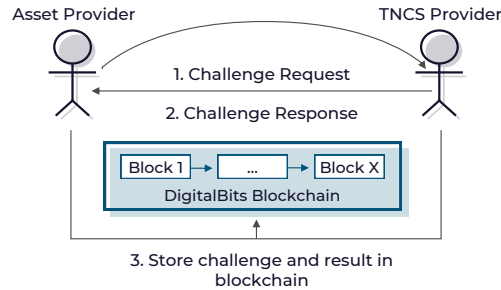 Asset Provider
TNCS Provider
1. Challenge Request
2. Challenge Response
Block 1
...
Block X
DigitalBits Blockchain
3. Store challenge and result in
blockchain